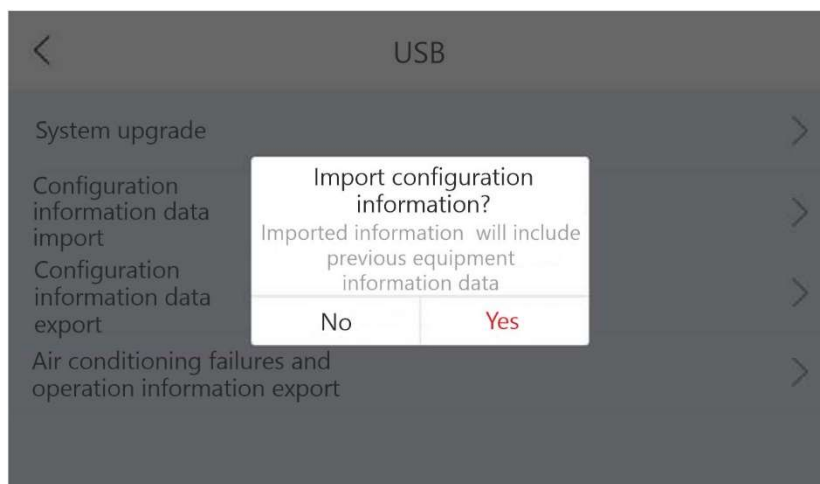 USB
System upgrade
Configuration
information data
import
Configuration
information data
export
Air conditioning failures and
operation information export
Import configuration
information?
Imported information will include
previous equipment
information data
No
Yes